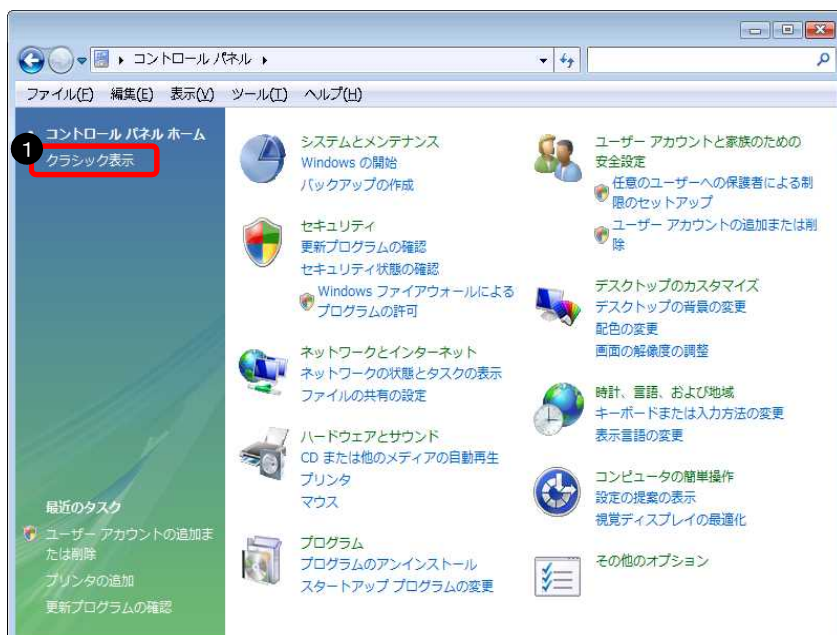 コントロール パネル
ファイル(F) 編集(E) 表示(V) ツール(T) ヘルプ(H)
コントロール パネル ホーム
1
クラシック表示
最近のタスク
ユーザー アカウントの追加ま
たは削除
プリンタの追加
更新プログラムの確認
システムとメンテナンス
Windows の開始
バックアップの作成
セキュリティ
更新プログラムの確認
セキュリティ状態の確認
Windows ファイアウォールによる
プログラムの許可
ネットワークとインターネット
ネットワークの状態とタスクの表示
ファイルの共有の設定
ハードウェアとサウンド
CD または他のメディアの自動再生
プリンタ
マウス
プログラム
プログラムのアンインストール
スタートアップ プログラムの変更
ユーザー アカウントと家族のための
安全設定
任意のユーザーへの保護者による制
限のセットアップ
ユーザー アカウントの追加または削
除
デスクトップのカスタマイズ
デスクトップの背景の変更
配色の変更
画面の解像度の調整
時計、言語、および地域
キーボードまたは入力方法の変更
表示言語の変更
コンピュータの簡単操作
設定の提案の表示
視覚ディスプレイの最適化
その他のオプション